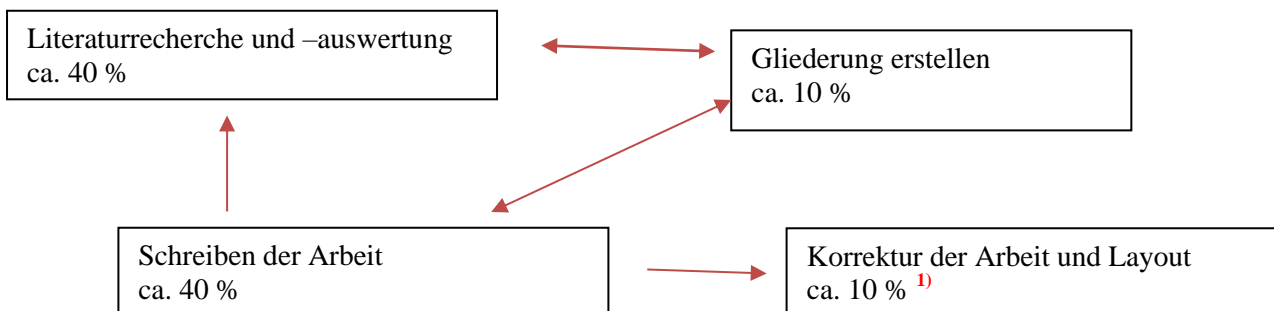 Literaturrecherche und –auswertung
ca. 40 %
Gliederung erstellen
ca. 10 %
Schreiben der Arbeit
ca. 40 %
Korrektur der Arbeit und Layout
ca. 10 % 1)